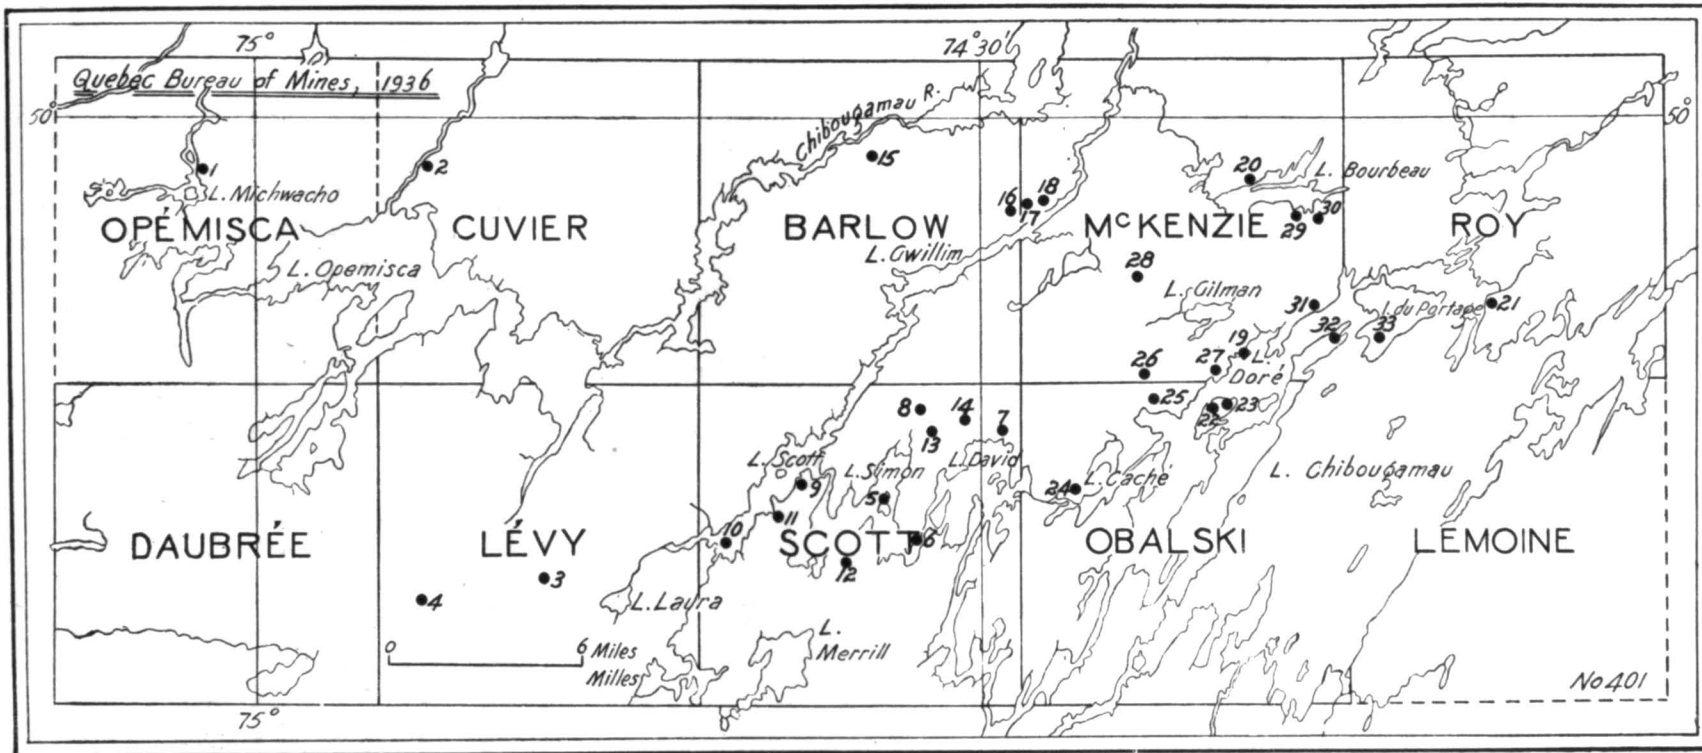 75°
74°30'
Quebec Bureau of Mines, 1936
50°
50°
Chibougamau R.
15
1
2
20
L. Bourbeau
L. Michwacho
16
17
18
29
30
OPÉMISCA
CUVIER
BARLOW
McKENZIE
ROY
L. Gwillim
L. Opemisca
28
L. Gilman
31
I. du Portage
21
32
33
19
L. Doré
27
26
25
22
23
8
14
7
13
L. Scott
L. Simon
L. David
9
5
24
L. Caché
L. Chibougamau
11
10
DAUBRÉE
LÉVY
SCOTT
6
OBALSKI
LEMOINE
12
3
4
L. Laura
L.
Merrill
0
6 Miles
Milles
No 401
75°